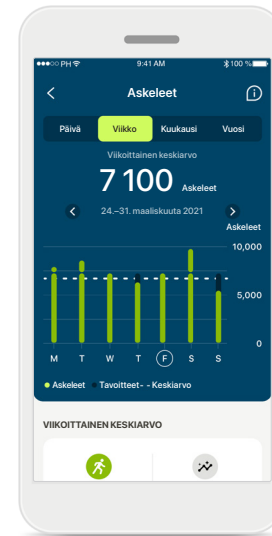 PH 9:41 AM 100 %
Askeleet
Päivä Viikko Kuukausi Vuosi
Viikoittainen keskiarvo
7 100 Askeleet
24.–31. maaliskuuta 2021
Askeleet
10,000
5,000
0
M T W T F S S
Askeleet Tavoitteet- - Keskiarvo
VIIKOITTAINEN KESKIARVO